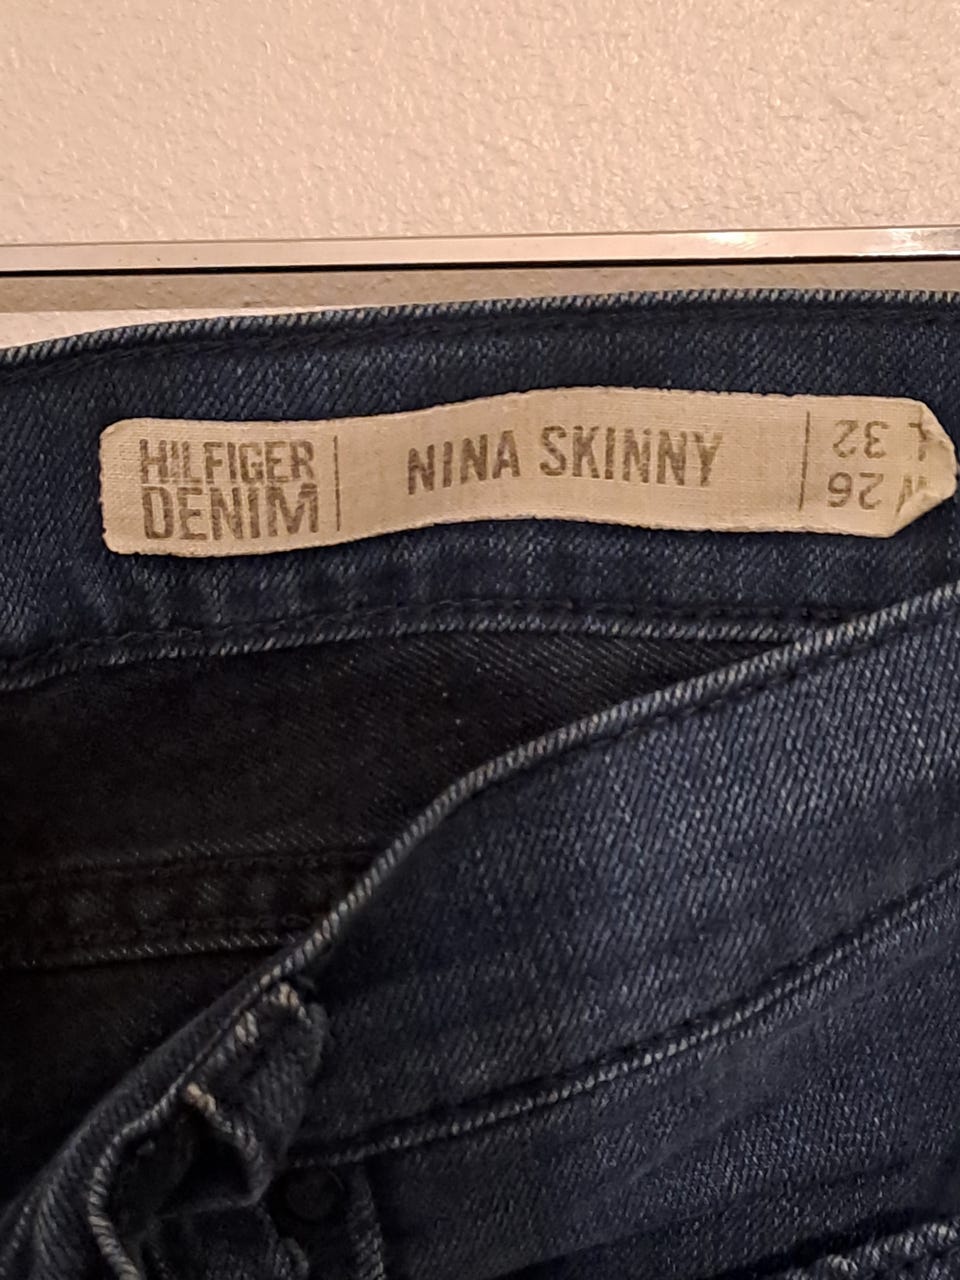 HILFIGER
DENIM
NINA SKINNY
W 26
L 32